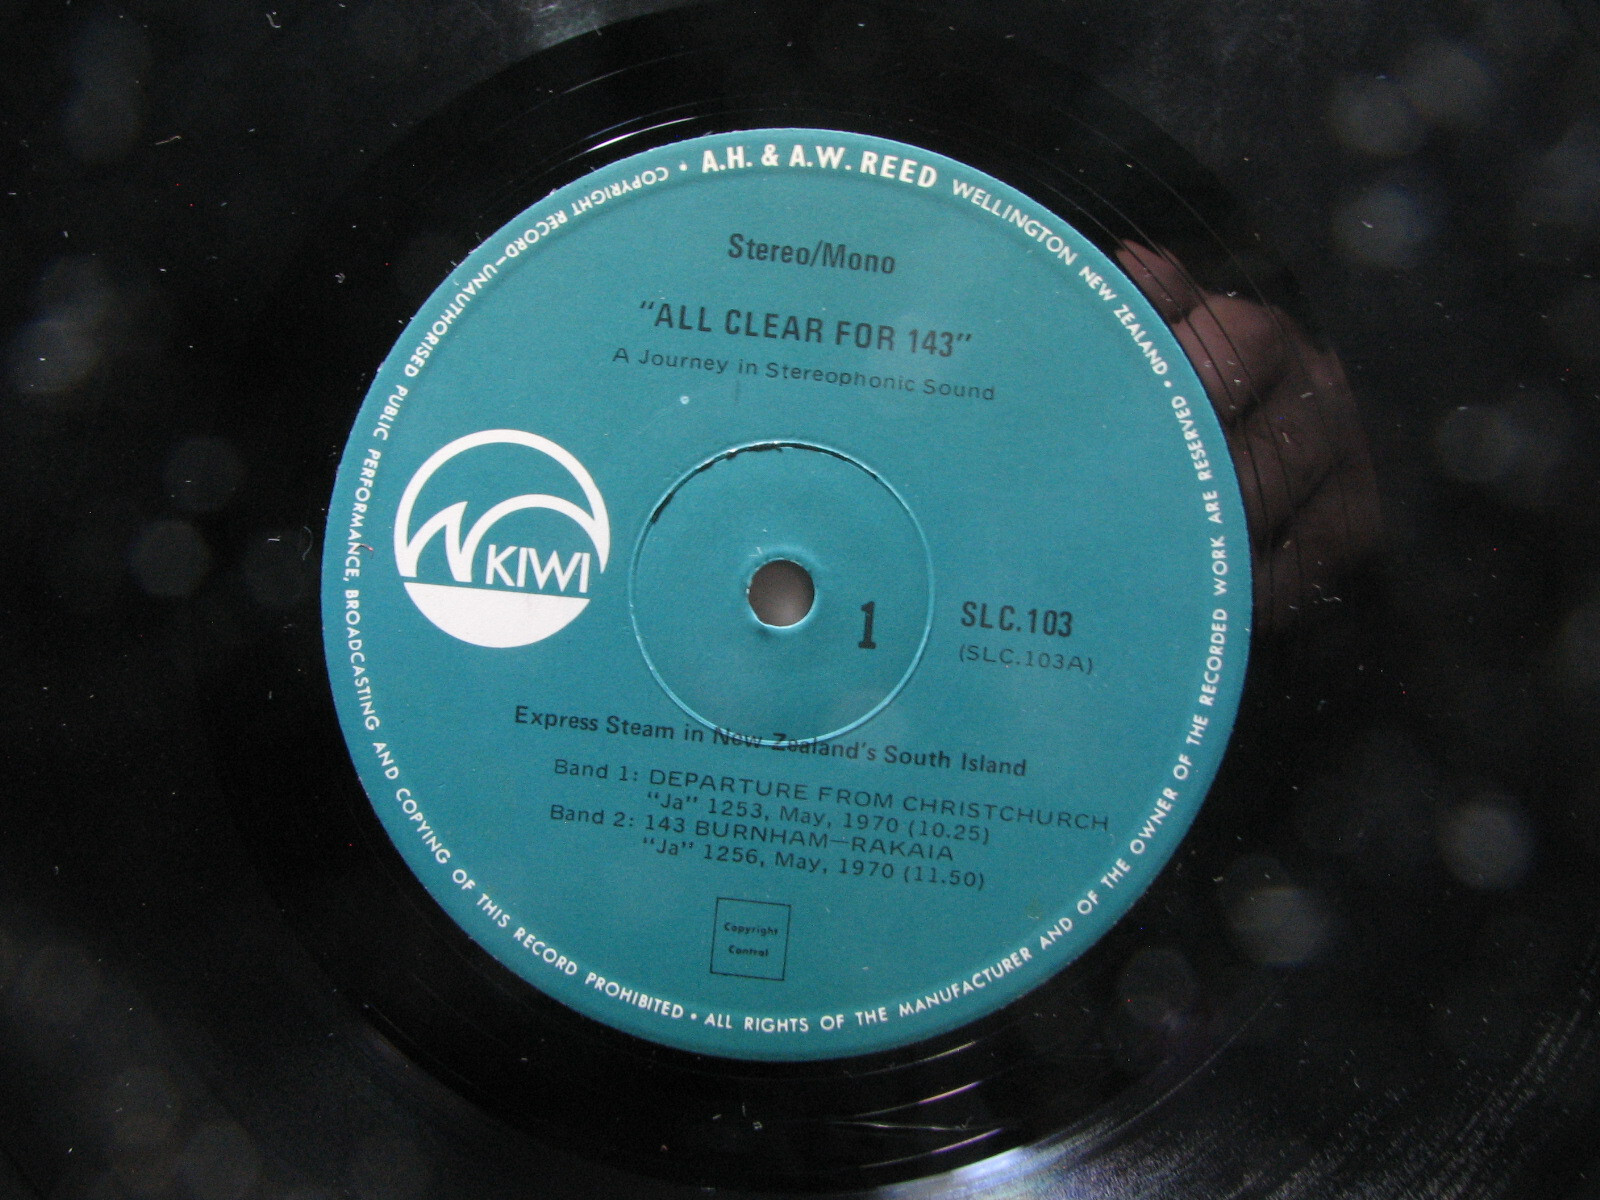 A.H. & A.W. REED WELLINGTON NEW ZEALAND • COPYRIGHT RECORD—UNAUTHORISED PUBLIC PERFORMANCE, BROADCASTING AND COPYING OF THIS RECORD PROHIBITED • ALL RIGHTS OF THE MANUFACTURER AND OF THE OWNER OF THE RECORDED WORK ARE RESERVED •
Stereo/Mono
"ALL CLEAR FOR 143"
A Journey in Stereophonic Sound
KIWI
1
SLC.103
(SLC.103A)
Express Steam in New Zealand's South Island
Band 1: DEPARTURE FROM CHRISTCHURCH
"Ja" 1253, May, 1970 (10.25)
Band 2: 143 BURNHAM—RAKAIA
"Ja" 1256, May, 1970 (11.50)
Copyright
Control